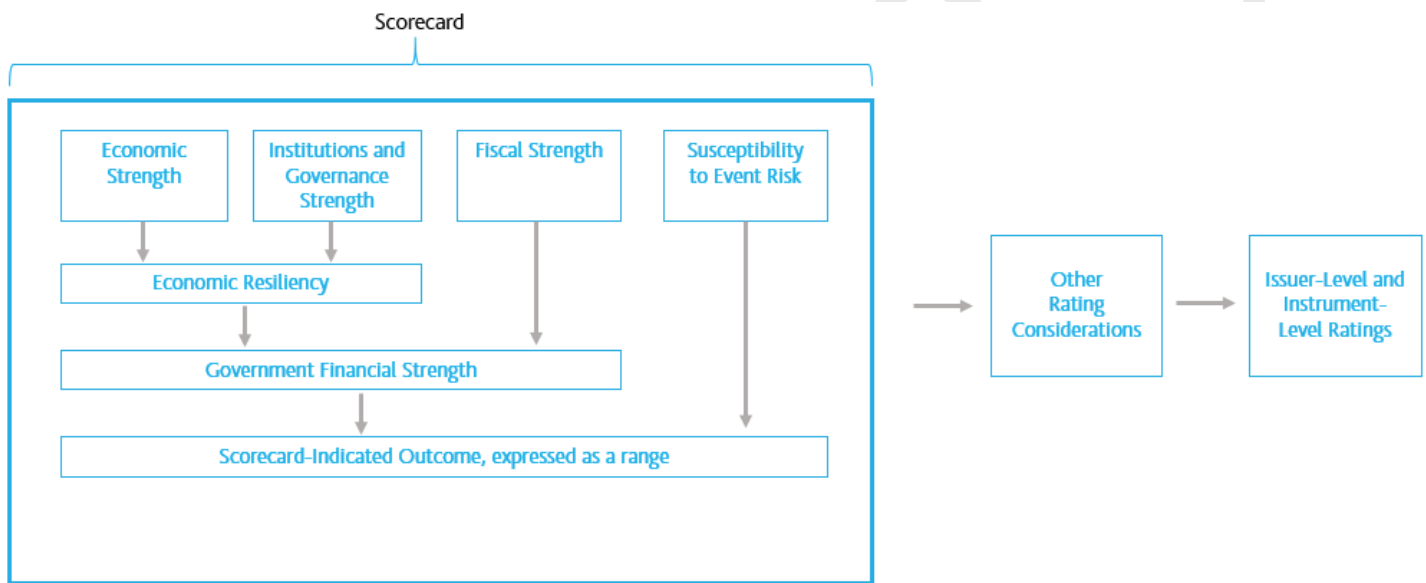 Scorecard
Economic
Strength
Institutions and
Governance
Strength
Fiscal Strength
Susceptibility
to Event Risk
Economic Resiliency
Government Financial Strength
Scorecard-Indicated Outcome, expressed as a range
Other
Rating
Considerations
Issuer-Level and
Instrument-
Level Ratings